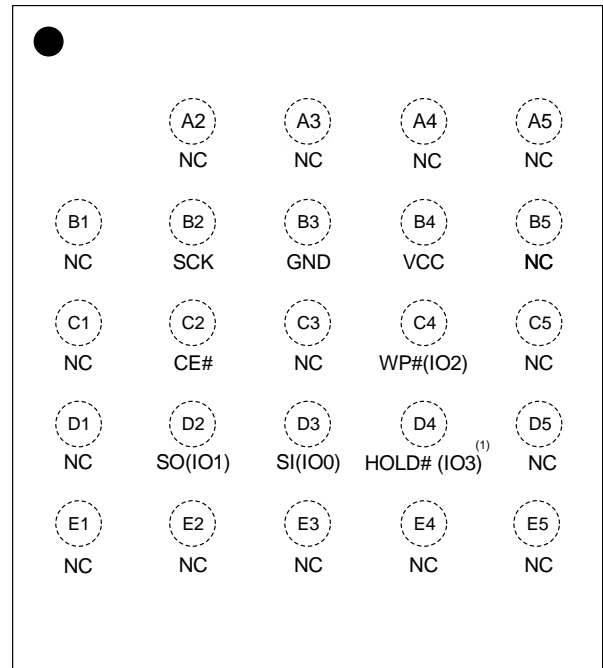 A2 A3 A4 A5
NC NC NC NC
B1 B2 B3 B4 B5
NC SCK GND VCC NC
C1 C2 C3 C4 C5
NC CE# NC WP#(IO2) NC
D1 D2 D3 D4 D5
NC SO(IO1) SI(IO0) HOLD# (IO3)(1) NC
E1 E2 E3 E4 E5
NC NC NC NC NC